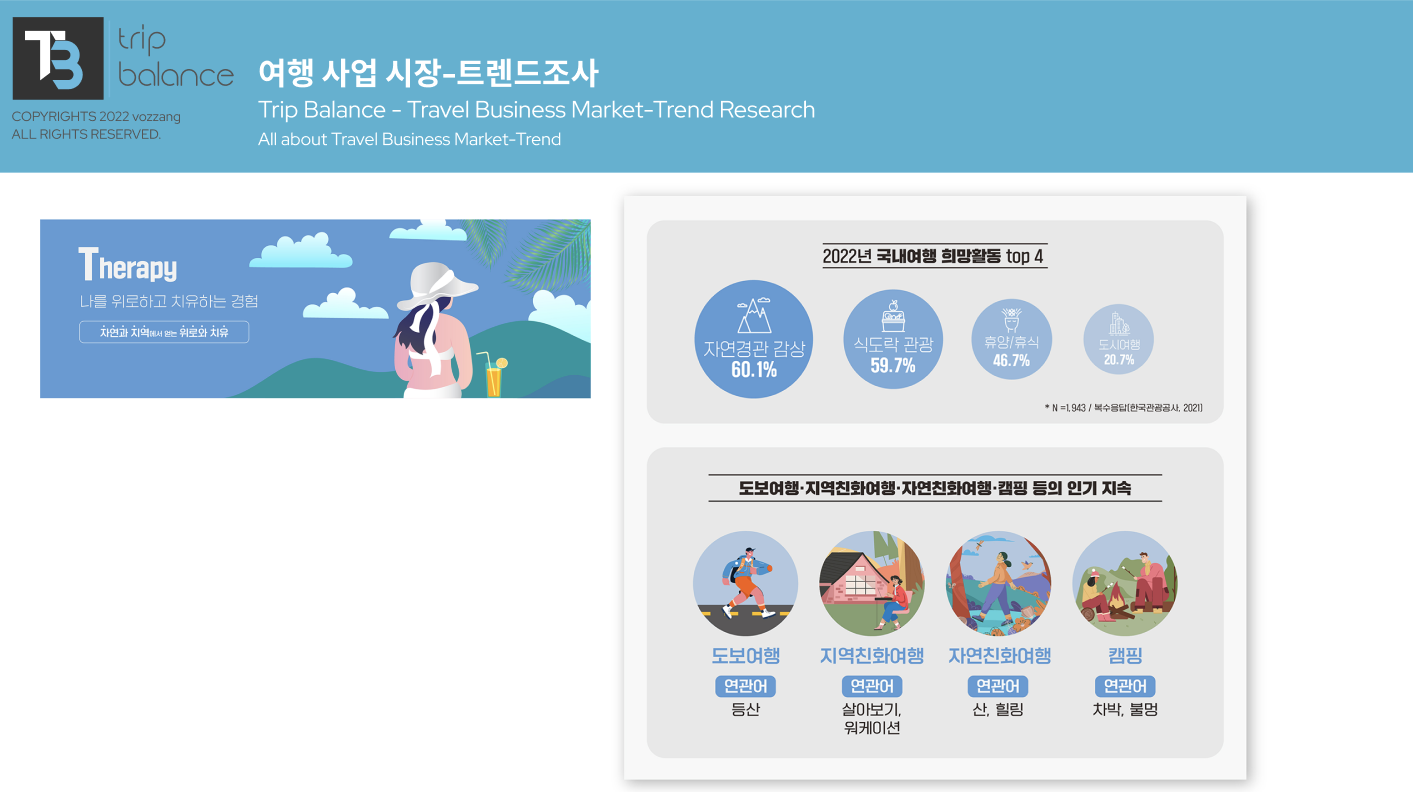 TB
trip
balance
COPYRIGHTS 2022 vozzang
ALL RIGHTS RESERVED.
여행 사업 시장-트렌드조사
Trip Balance - Travel Business Market-Trend Research
All about Travel Business Market-Trend
Therapy
나를 위로하고 치유하는 경험
자연과 지역에서 얻는 위로와 치유
2022년 국내여행 희망활동 top 4
자연경관 감상
60.1%
식도락 관광
59.7%
휴양/휴식
46.7%
도시여행
20.7%
* N =1,943 / 복수응답(한국관광공사, 2021)
도보여행·지역친화여행·자연친화여행·캠핑 등의 인기 지속
도보여행
연관어
등산
지역친화여행
연관어
살아보기,
워케이션
자연친화여행
연관어
산, 힐링
캠핑
연관어
차박, 불멍